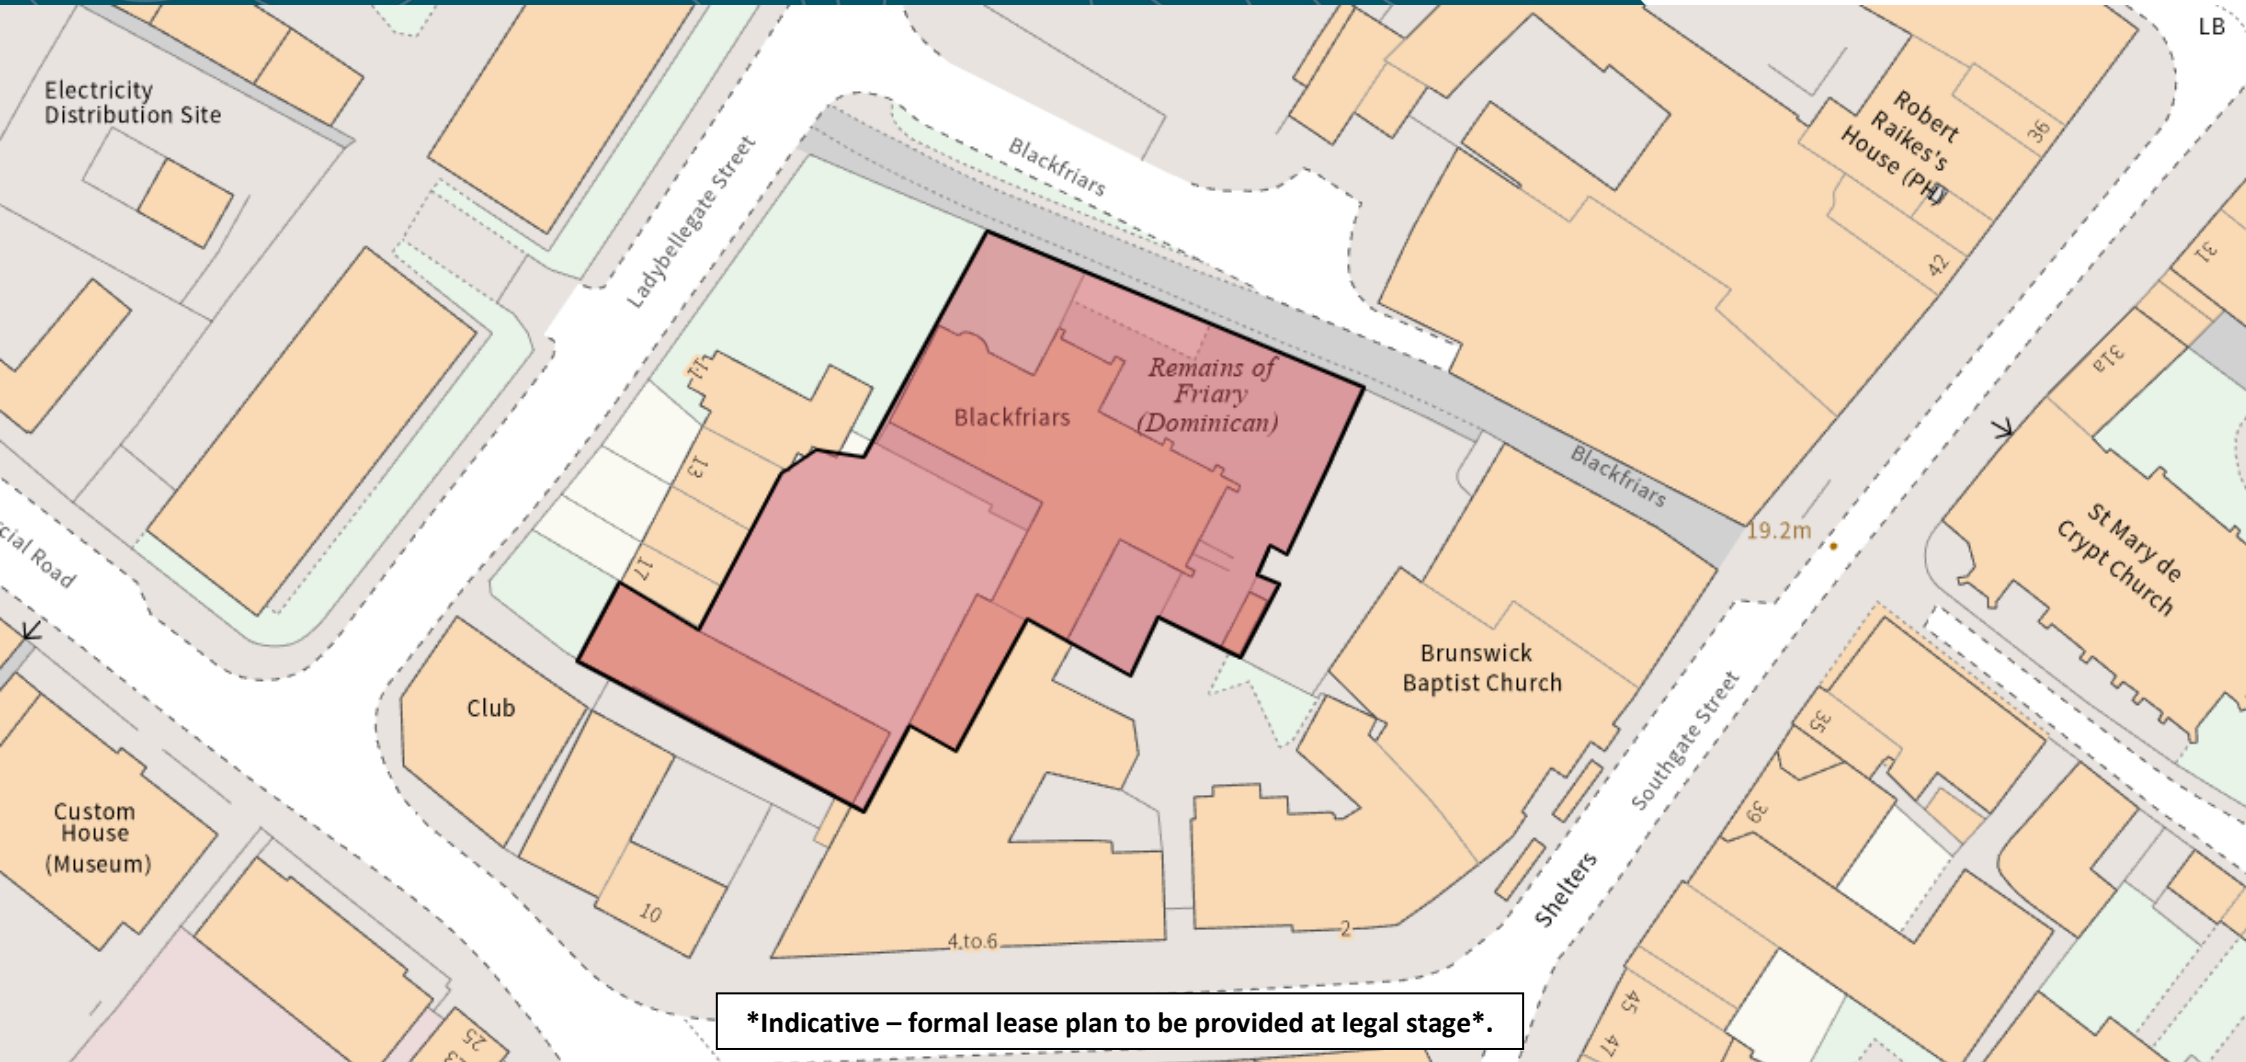 LB
Electricity
Distribution Site
Robert
Raikes's
House (PH)
36
Blackfriars
Ladybellegate Street
42
31
31a
11
Remains of
Friary
(Dominican)
Blackfriars
13
Blackfriars
19.2m
St Mary de
Crypt Church
cial Road
17
Brunswick
Baptist Church
Club
35
Southgate Street
Custom
House
(Museum)
39
Shelters
10
4 to 6
2
45
47
25
23
*Indicative – formal lease plan to be provided at legal stage*.